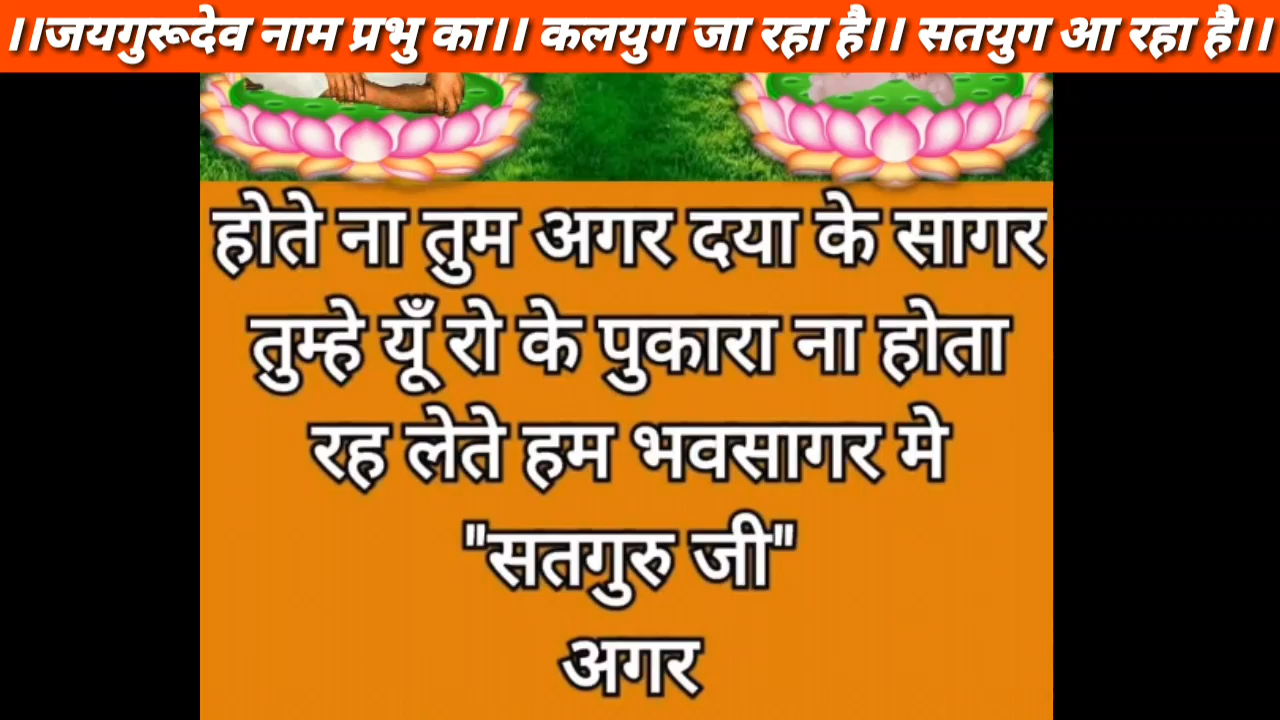 ।।जयगुरूदेव नाम प्रभु का।। कलयुग जा रहा है।। सतयुग आ रहा है।।
होते ना तुम अगर दया के सागर
तुम्हे यूँ रो के पुकारा ना होता
रह लेते हम भवसागर मे
"सतगुरु जी"
अगर